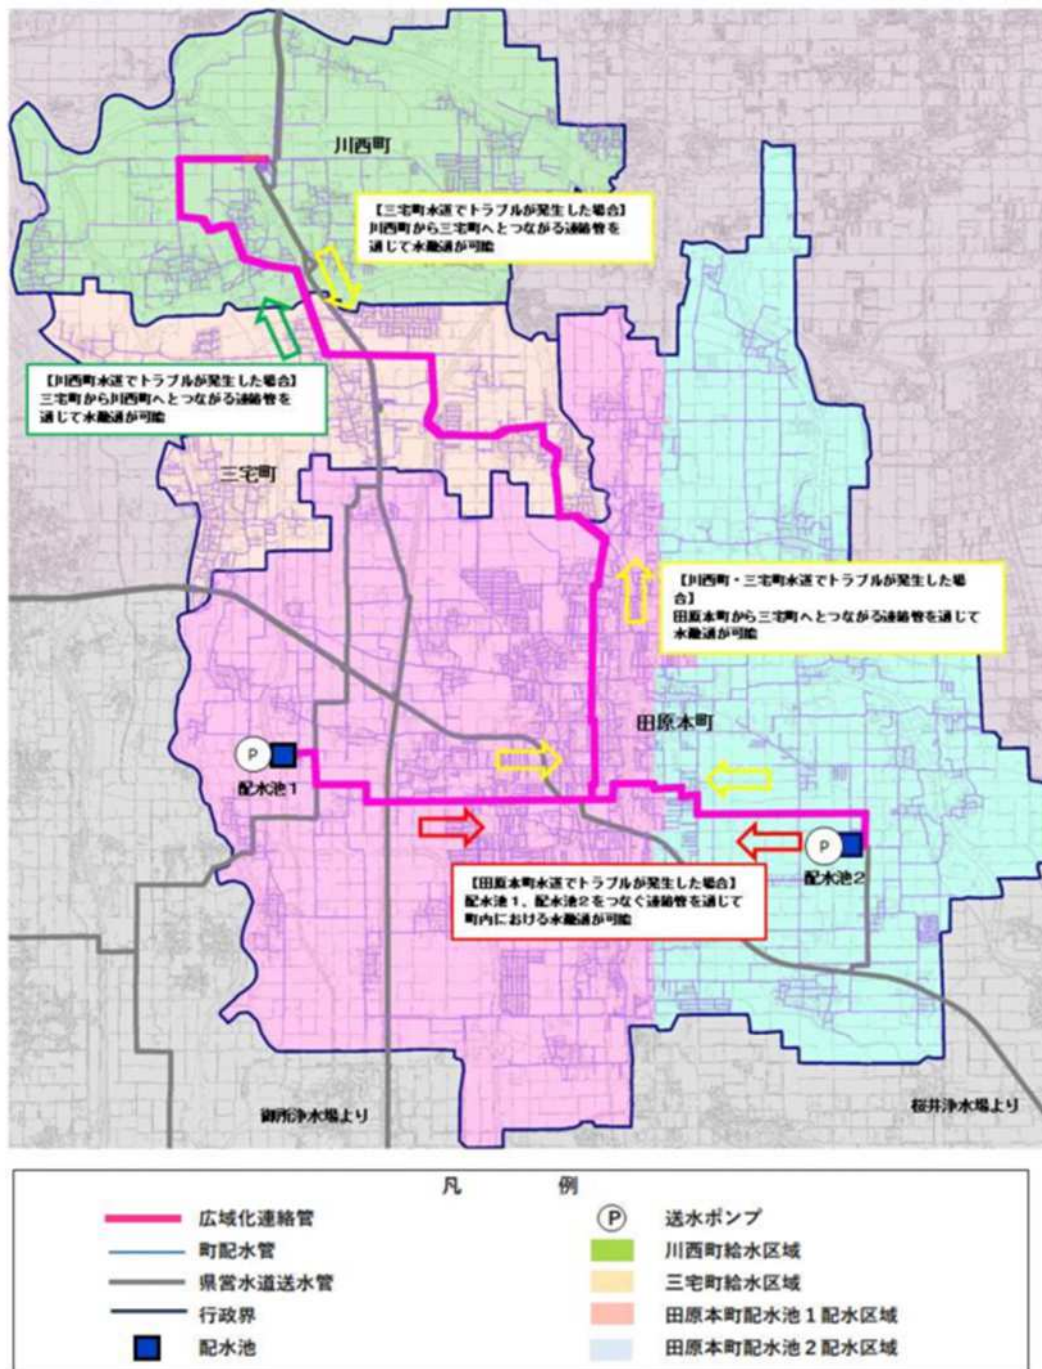 川西町
【三宅町水道でトラブルが発生した場合】
川西町から三宅町へとつながる連絡管を
通じて水融通が可能
【川西町水道でトラブルが発生した場合】
三宅町から川西町へとつながる連絡管を
通じて水融通が可能
三宅町
【川西町・三宅町水道でトラブルが発生した場
合】
田原本町から三宅町へとつながる連絡管を通じて
水融通が可能
田原本町
P
配水池1
P
配水池2
【田原本町水道でトラブルが発生した場合】
配水池1、配水池2をつなぐ連絡管を通じて
町内における水融通が可能
御所浄水場より
桜井浄水場より
凡 例
広域化連絡管
町配水管
県営水道送水管
行政界
配水池
P 送水ポンプ
川西町給水区域
三宅町給水区域
田原本町配水池1配水区域
田原本町配水池2配水区域